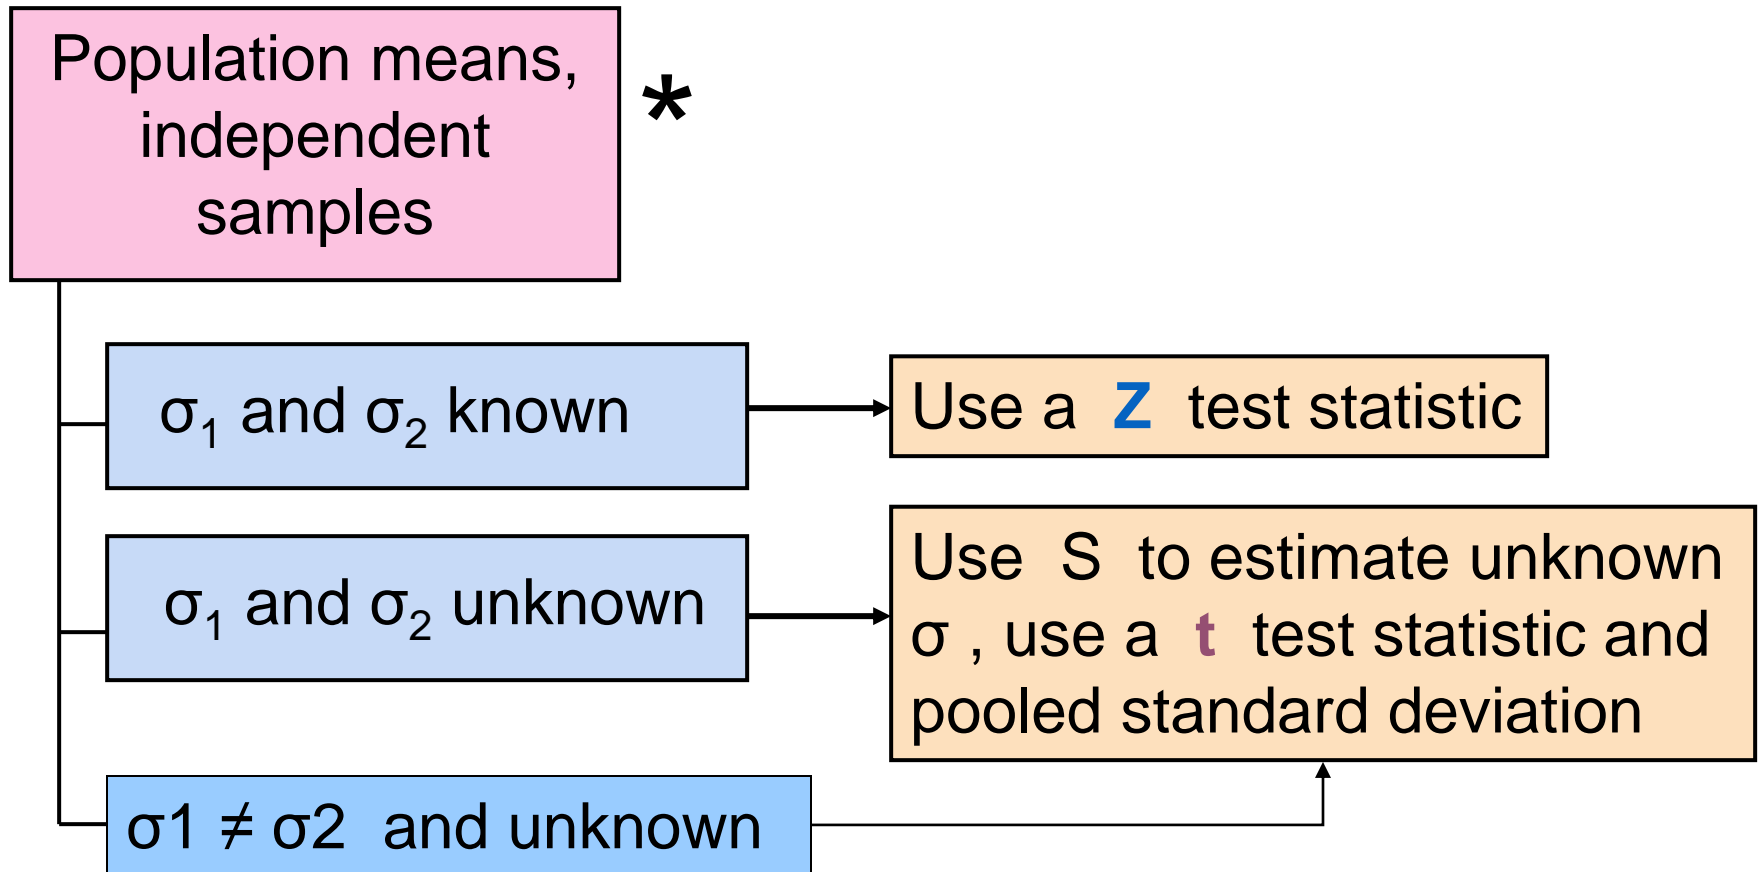 Population means,
independent
samples
*
σ₁ and σ₂ known
Use a Z test statistic
σ₁ and σ₂ unknown
Use S to estimate unknown
σ , use a t test statistic and
pooled standard deviation
σ1 ≠ σ2 and unknown